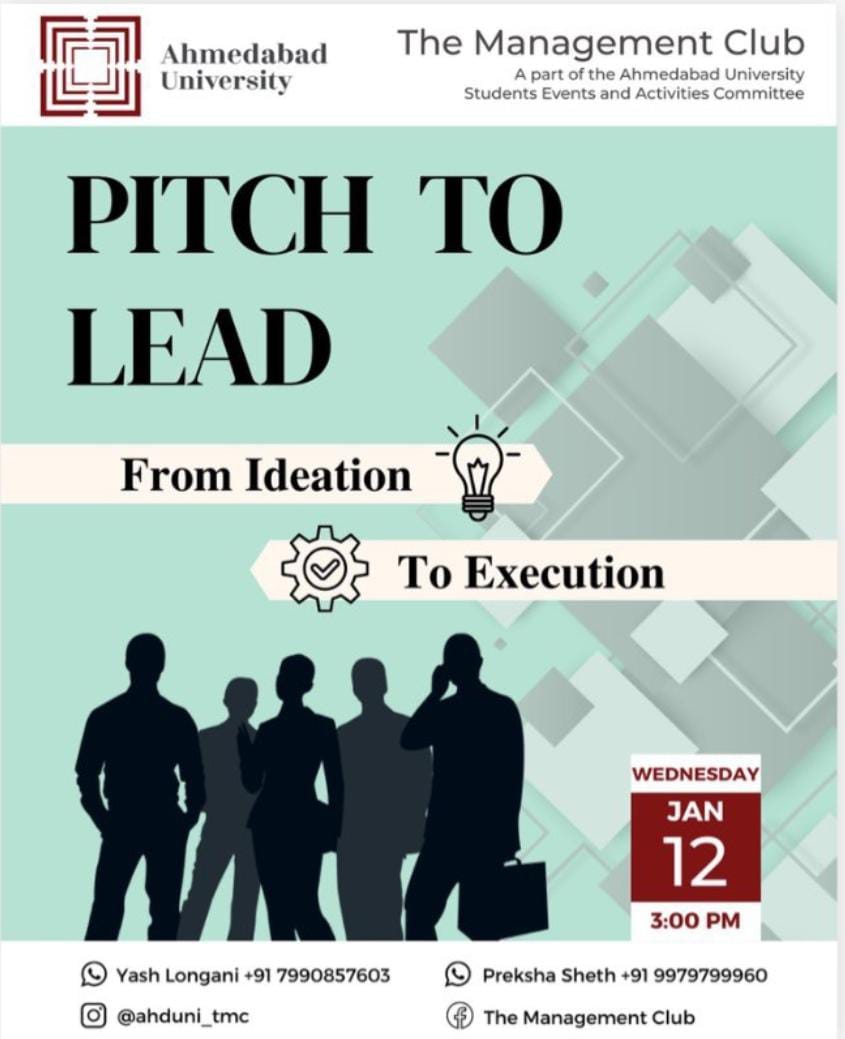 Ahmedabad
University
The Management Club
A part of the Ahmedabad University
Students Events and Activities Committee
PITCH TO
LEAD
From Ideation
To Execution
WEDNESDAY
JAN
12
3:00 PM
Yash Longani +91 7990857603
Preksha Sheth +91 9979799960
@ahduni_tmc
The Management Club